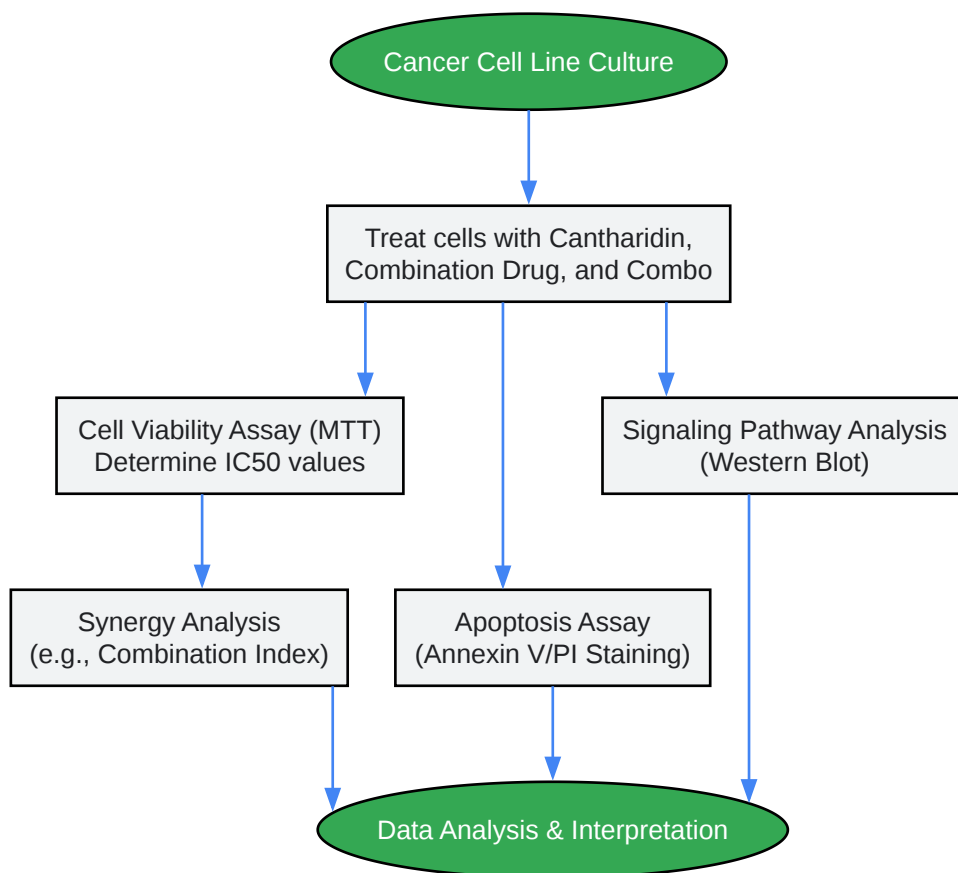 Cancer Cell Line Culture
Treat cells with Cantharidin,
Combination Drug, and Combo
Cell Viability Assay (MTT)
Determine IC50 values
Signaling Pathway Analysis
(Western Blot)
Synergy Analysis
(e.g., Combination Index)
Apoptosis Assay
(Annexin V/PI Staining)
Data Analysis & Interpretation